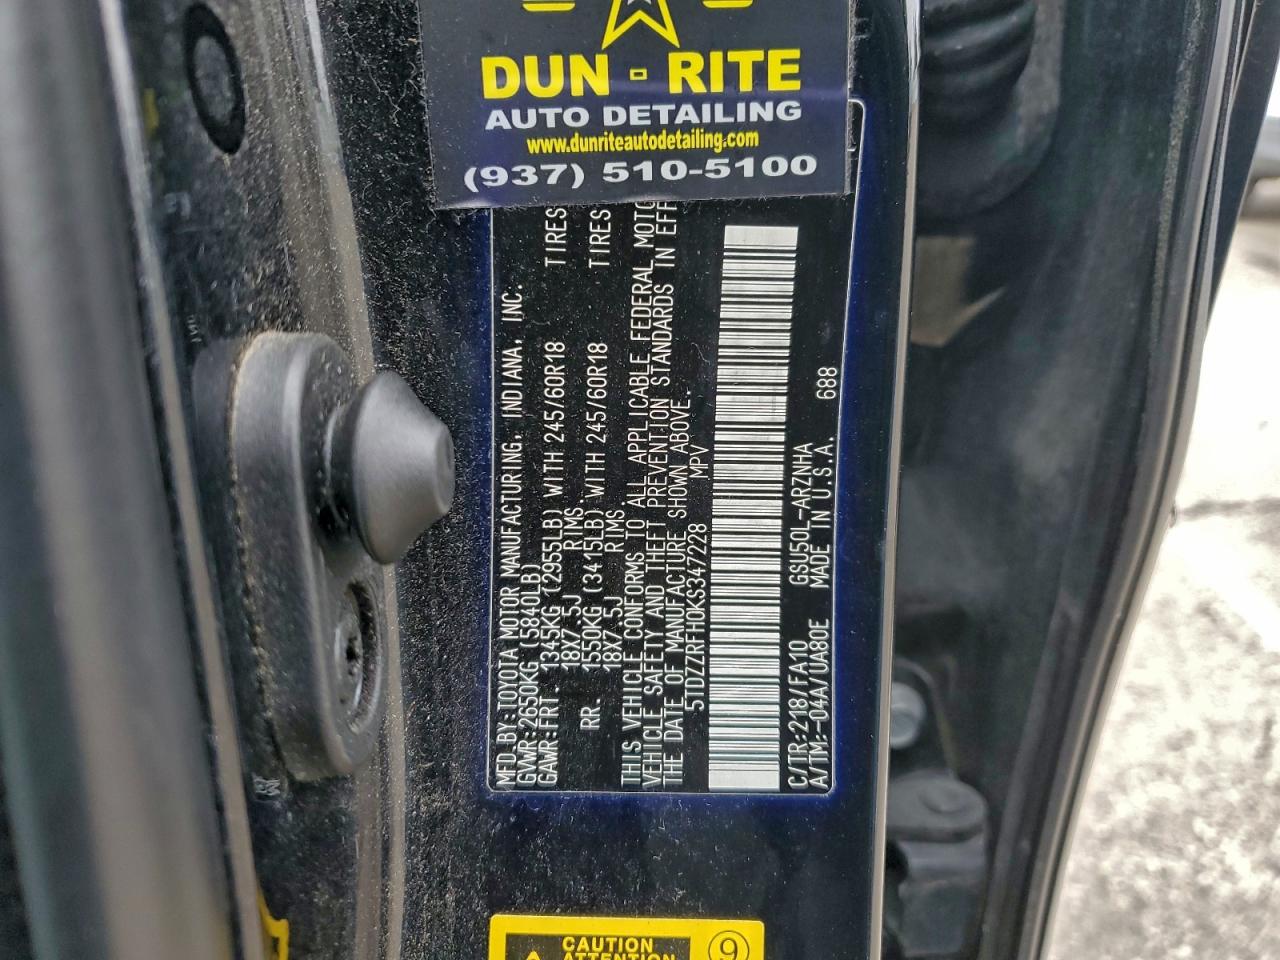 DUN - RITE
AUTO DETAILING
www.dunriteautodetailing.com
(937) 510-5100
MFD BY:TOYOTA MOTOR MANUFACTURING, INDIANA, INC.
GVWR:2650KG (5840LB)
GAWR:FRT 1345KG (2955LB) WITH 245/60R18 TIRES
18X7.5J RIMS,
RR. 1550KG (3415LB) WITH 245/60R18 TIRES
18X7.5J RIMS
THIS VEHICLE CONFORMS TO ALL APPLICABLE FEDERAL
VEHICLE SAFETY AND THEFT PREVENTION STANDARDS IN
THE DATE OF MANUFACTURE SHOWN ABOVE.
5TDZZRFH0KS347228 MPV
C/TR:218/FA10 GSU50L-ARZNHA
A/TM:-04A/UA80E MADE IN U.S.A. 688
CAUTION
ATTENTION
9